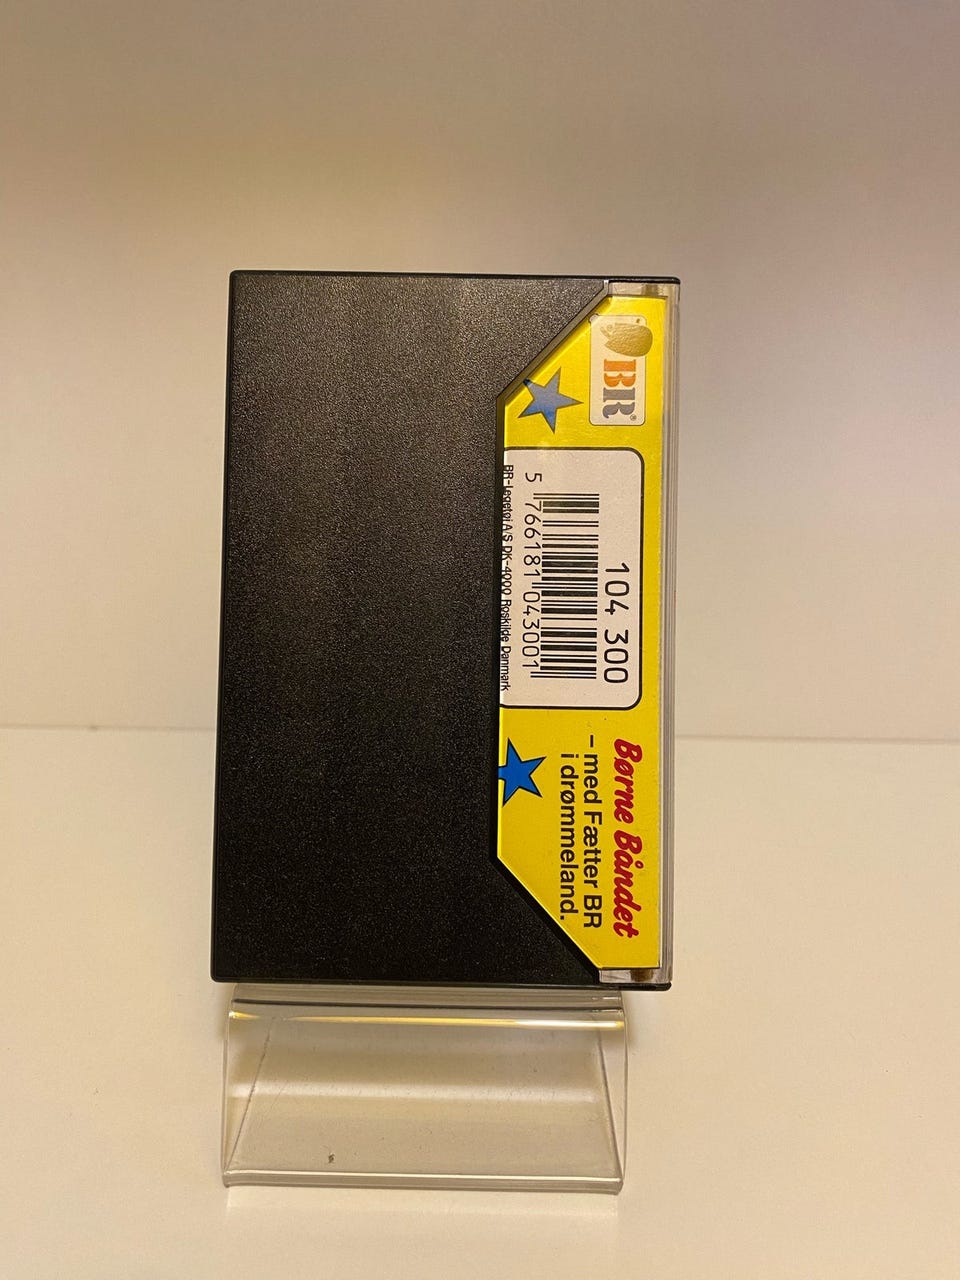 BR®
104 300
5 766181 043001
BR-Legetøj A/S DK-4000 Roskilde Danmark
Børne Båndet
- med Fætter BR
i drømmeland.